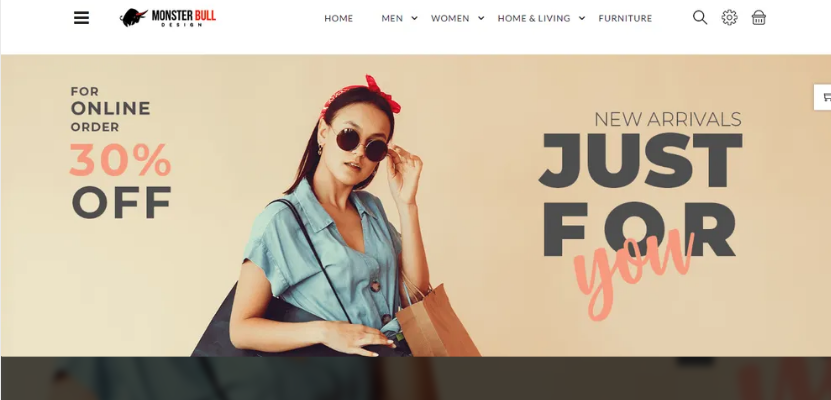 MONSTER BULL
DESIGN
HOME MEN WOMEN HOME & LIVING FURNITURE
FOR
ONLINE
ORDER
30%
OFF
NEW ARRIVALS
JUST
FOR
you